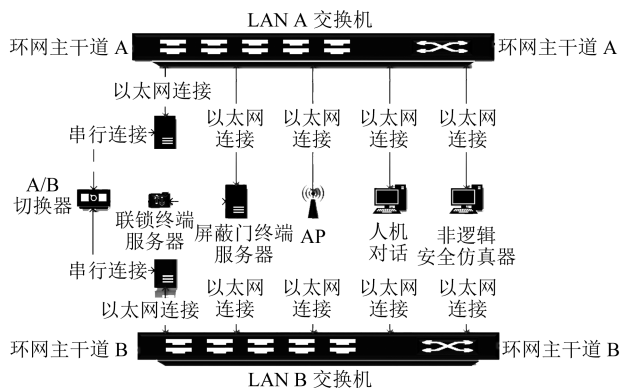 LAN A 交换机
环网主干道 A
环网主干道 A
以太网连接
以太网
连接
以太网
连接
以太网
连接
以太网
连接
串行连接
A/B
切换器
联锁终端
服务器
屏蔽门终端
服务器
AP
人机
对话
非逻辑
安全仿真器
串行连接
以太网连接
以太网
连接
以太网
连接
以太网
连接
以太网
连接
环网主干道 B
环网主干道 B
LAN B 交换机